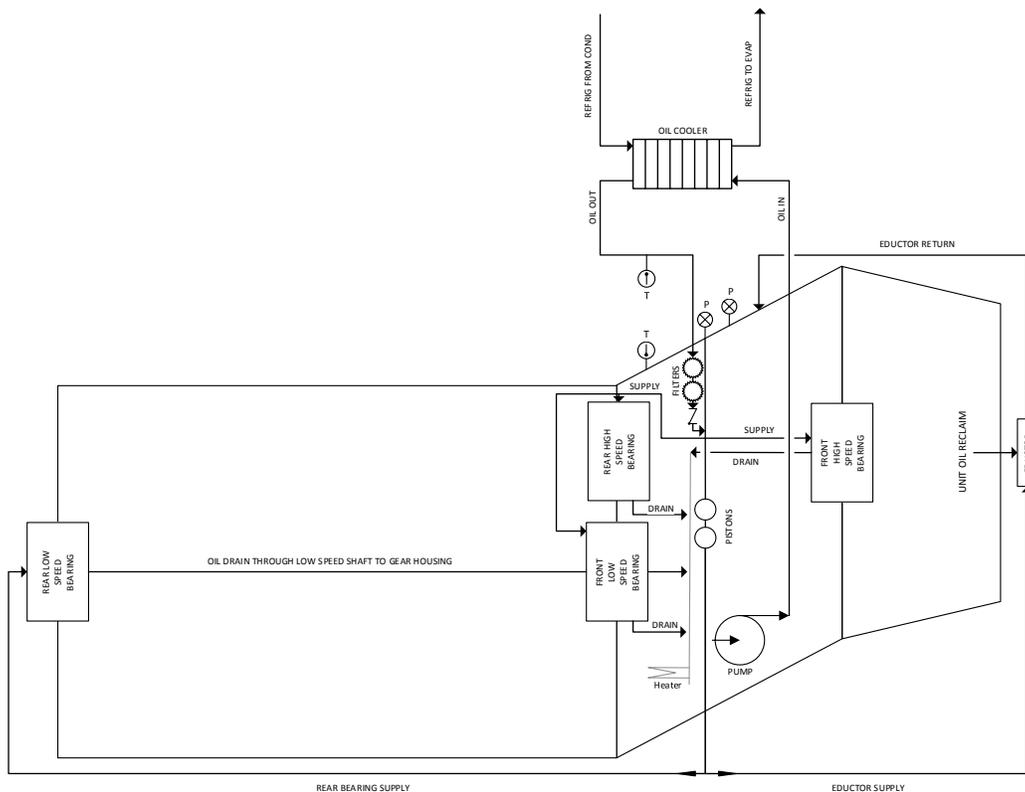 REFRIG FROM COND
REFRIG TO EVAP
OIL COOLER
OIL OUT
OIL IN
EDUCTOR RETURN
T
P
P
T
FILTERS
SUPPLY
SUPPLY
REAR HIGH
SPEED
BEARING
FRONT
HIGH
SPEED
BEARING
DRAIN
UNIT OIL RECLAIM
DRAIN
PISTONS
REAR LOW
SPEED
BEARING
OIL DRAIN THROUGH LOW SPEED SHAFT TO GEAR HOUSING
FRONT
LOW
SPEED
BEARING
DRAIN
PUMP
Heater
REAR BEARING SUPPLY
EDUCTOR SUPPLY